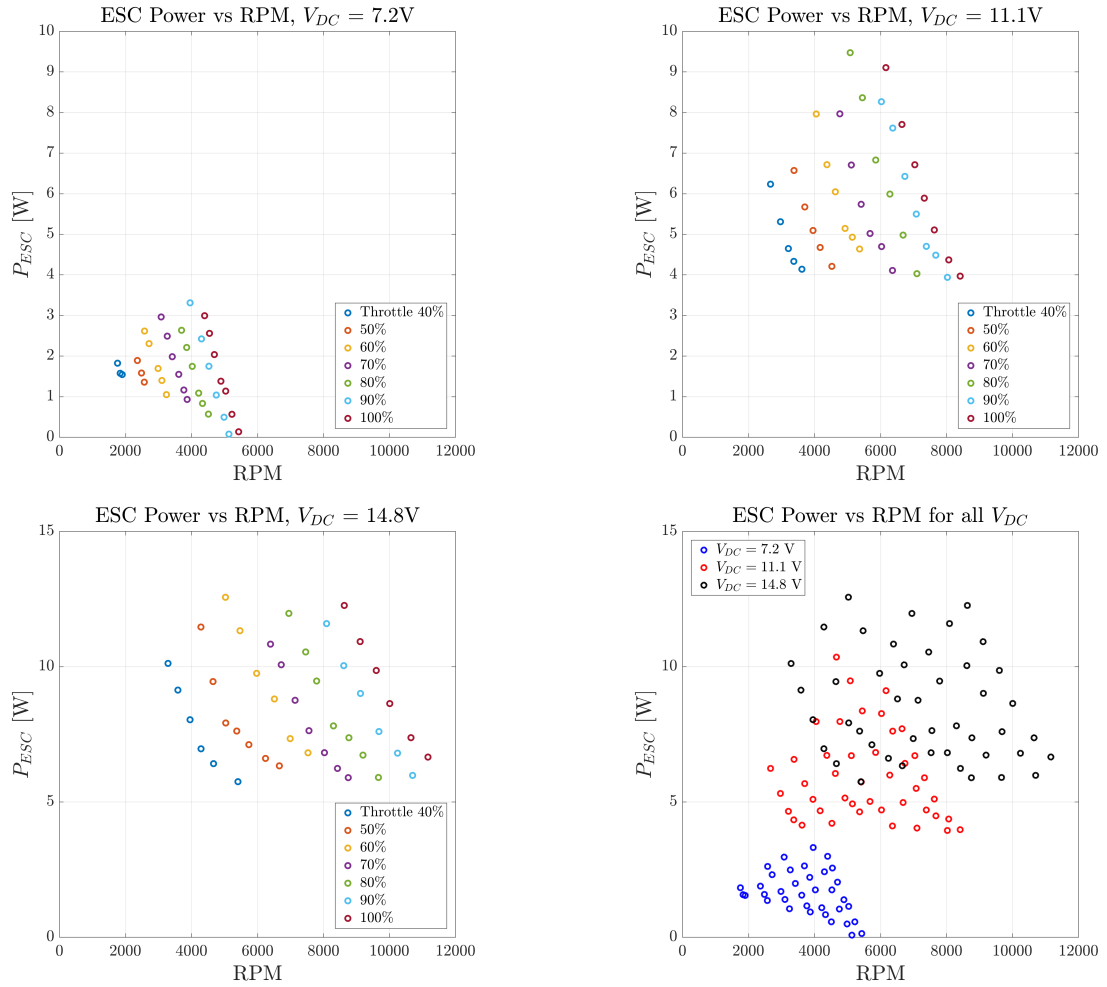 ESC Power vs RPM, V_DC = 7.2V
10
9
8
7
6
5
4
3
2
1
0
P_ESC [W]
Throttle 40%
50%
60%
70%
80%
90%
100%
0 2000 4000 6000 8000 10000 12000
RPM
ESC Power vs RPM, V_DC = 11.1V
10
9
8
7
6
5
4
3
2
1
0
P_ESC [W]
Throttle 40%
50%
60%
70%
80%
90%
100%
0 2000 4000 6000 8000 10000 12000
RPM
ESC Power vs RPM, V_DC = 14.8V
15
10
5
0
P_ESC [W]
Throttle 40%
50%
60%
70%
80%
90%
100%
0 2000 4000 6000 8000 10000 12000
RPM
ESC Power vs RPM for all V_DC
15
10
5
0
P_ESC [W]
V_DC = 7.2 V
V_DC = 11.1 V
V_DC = 14.8 V
0 2000 4000 6000 8000 10000 12000
RPM